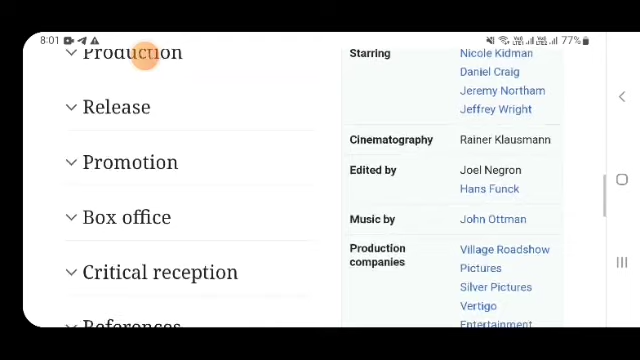 8:01 77%
Production
Release
Promotion
Box office
Critical reception
References
Starring Nicole Kidman
Daniel Craig
Jeremy Northam
Jeffrey Wright
Cinematography Rainer Klausmann
Edited by Joel Negron
Hans Funck
Music by John Ottman
Production companies Village Roadshow
Pictures
Silver Pictures
Vertigo
Entertainment